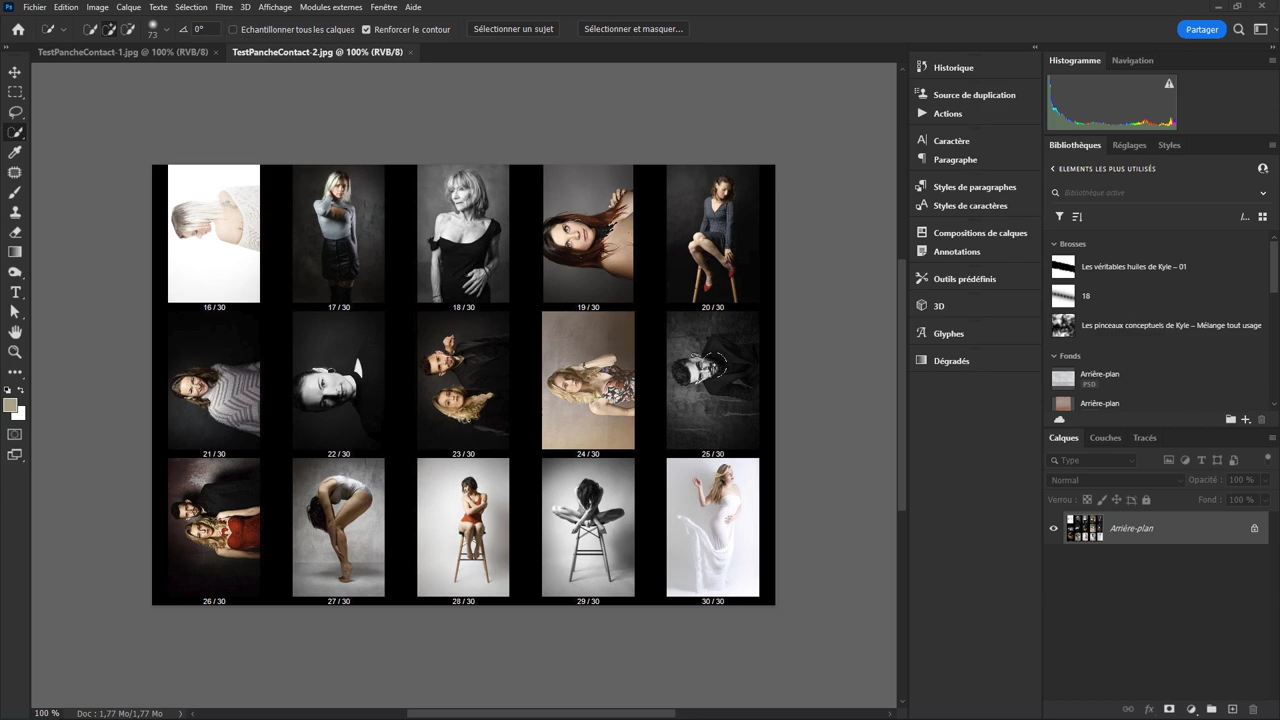 Ps Fichier Edition Image Calque Texte Sélection Filtre 3D Affichage Modules externes Fenêtre Aide
73 0° Echantillonner tous les calques Renforcer le contour Sélectionner un sujet Sélectionner et masquer... Partager
TestPancheContact-1.jpg @ 100% (RVB/8) × TestPancheContact-2.jpg @ 100% (RVB/8) ×
Historique
Source de duplication
Actions
Caractère
Paragraphe
Styles de paragraphes
Styles de caractères
Compositions de calques
Annotations
Outils prédéfinis
3D
Glyphes
Dégradés
Histogramme Navigation
Bibliothèques Réglages Styles
ELEMENTS LES PLUS UTILISÉS
Bibliothèque active
Brosses
Les véritables huiles de Kyle – 01
18
Les pinceaux conceptuels de Kyle – Mélange tout usage
Fonds
Arrière-plan
PSD
Arrière-plan
Calques Couches Tracés
Type
Normal Opacité : 100 %
Verrou : Fond : 100 %
Arrière-plan
16 / 30 17 / 30 18 / 30 19 / 30 20 / 30
21 / 30 22 / 30 23 / 30 24 / 30 25 / 30
26 / 30 27 / 30 28 / 30 29 / 30 30 / 30
100 % Doc : 1,77 Mo/1,77 Mo